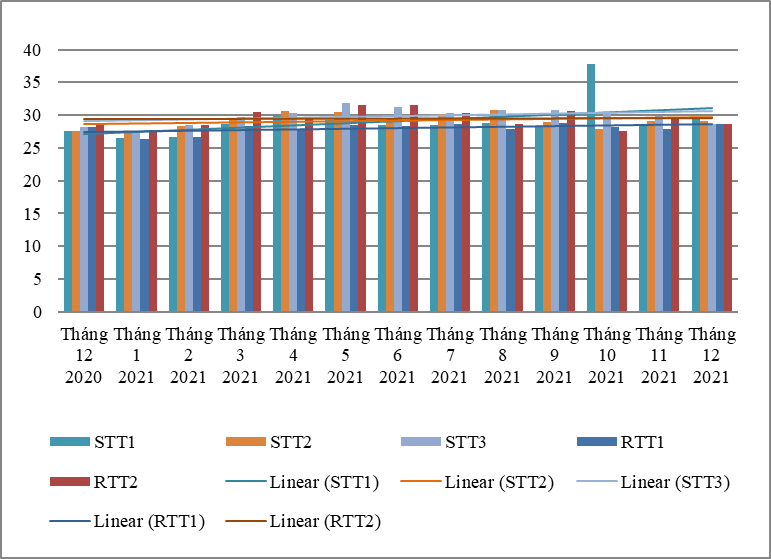 40
35
30
25
20
15
10
5
0
Tháng Tháng Tháng Tháng Tháng Tháng Tháng Tháng Tháng Tháng Tháng Tháng Tháng
12 1 2 3 4 5 6 7 8 9 10 11 12
2020 2021 2021 2021 2021 2021 2021 2021 2021 2021 2021 2021 2021
STT1 STT2 STT3 RTT1
RTT2 Linear (STT1) Linear (STT2) Linear (STT3)
Linear (RTT1) Linear (RTT2)